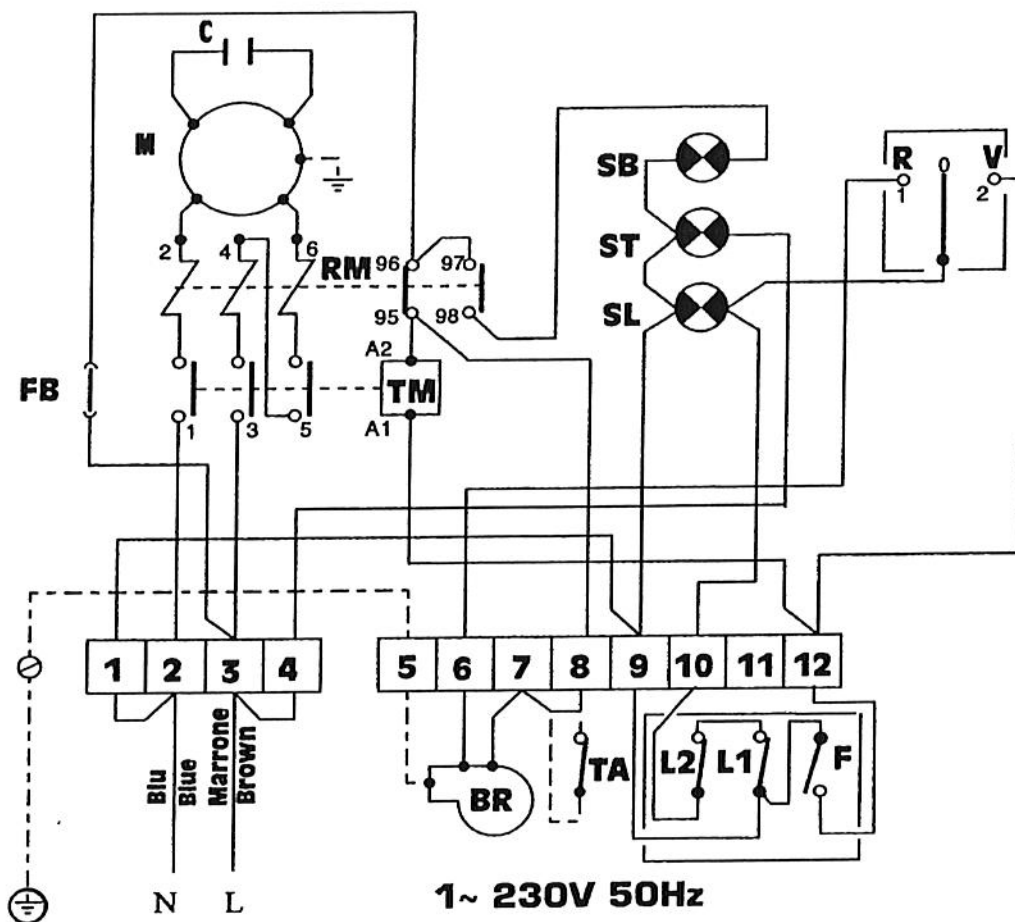 C
M
2 4 6
RM
96 97
95 98
A2
TM
A1
FB
1 3 5
SB
ST
SL
R 0 V
1 2
1 2 3 4
5 6 7 8 9 10 11 12
Blu
Blue
Marrone
Brown
BR
TA
L2 L1 F
N L
1~ 230V 50Hz